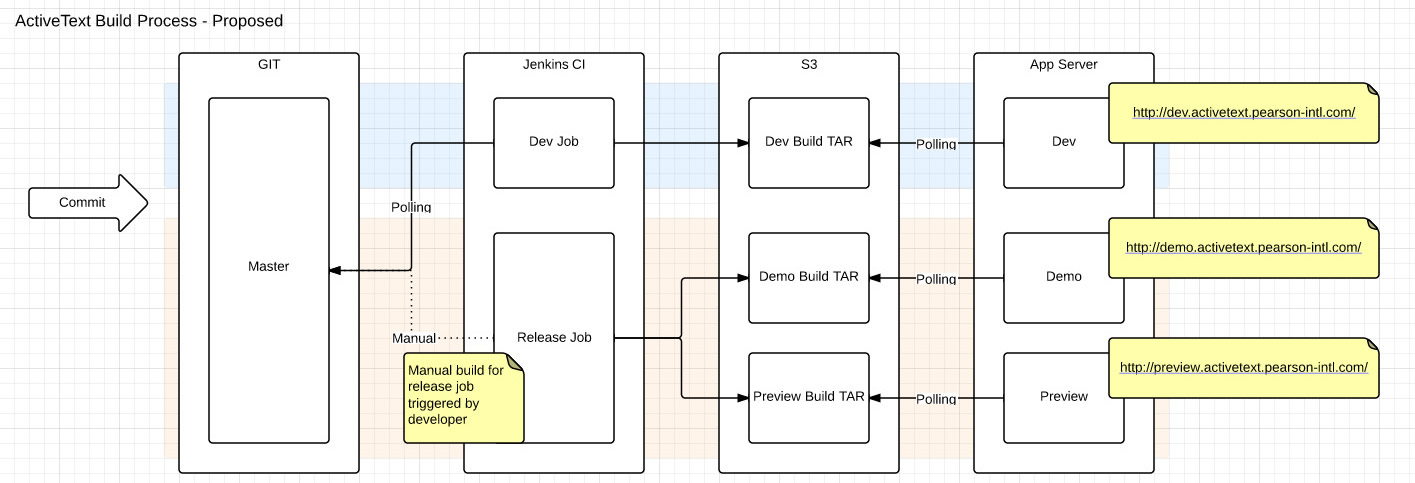 ActiveText Build Process - Proposed
GIT
Jenkins CI
S3
App Server
http://dev.activetext.pearson-intl.com/
Dev Job
Dev Build TAR
Polling
Dev
Commit
Polling
http://demo.activetext.pearson-intl.com/
Master
Demo Build TAR
Polling
Demo
Manual
Release Job
http://preview.activetext.pearson-intl.com/
Manual build for
release job
triggered by
developer
Preview Build TAR
Polling
Preview